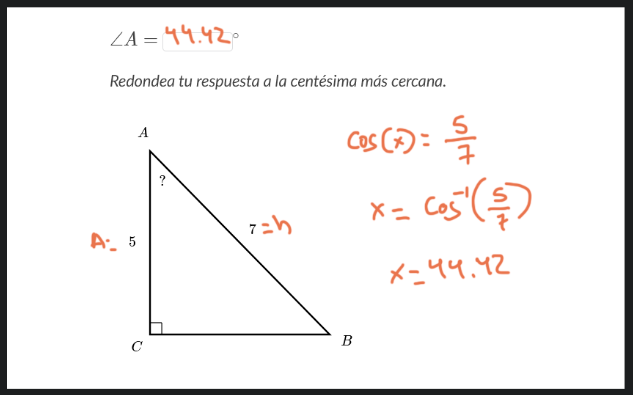 ∠A = 44.42°
Redondea tu respuesta a la centésima más cercana.
A
?
cos(x) = 5/7
x = cos⁻¹(5/7)
7 = h
A = 5
x = 44.42
C
B